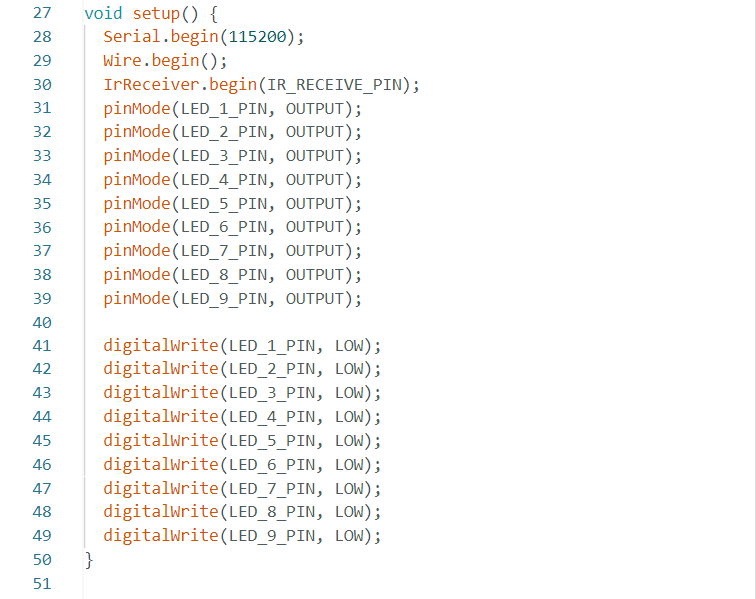 27 void setup() {
28 Serial.begin(115200);
29 Wire.begin();
30 IrReceiver.begin(IR_RECEIVE_PIN);
31 pinMode(LED_1_PIN, OUTPUT);
32 pinMode(LED_2_PIN, OUTPUT);
33 pinMode(LED_3_PIN, OUTPUT);
34 pinMode(LED_4_PIN, OUTPUT);
35 pinMode(LED_5_PIN, OUTPUT);
36 pinMode(LED_6_PIN, OUTPUT);
37 pinMode(LED_7_PIN, OUTPUT);
38 pinMode(LED_8_PIN, OUTPUT);
39 pinMode(LED_9_PIN, OUTPUT);
40
41 digitalWrite(LED_1_PIN, LOW);
42 digitalWrite(LED_2_PIN, LOW);
43 digitalWrite(LED_3_PIN, LOW);
44 digitalWrite(LED_4_PIN, LOW);
45 digitalWrite(LED_5_PIN, LOW);
46 digitalWrite(LED_6_PIN, LOW);
47 digitalWrite(LED_7_PIN, LOW);
48 digitalWrite(LED_8_PIN, LOW);
49 digitalWrite(LED_9_PIN, LOW);
50 }
51